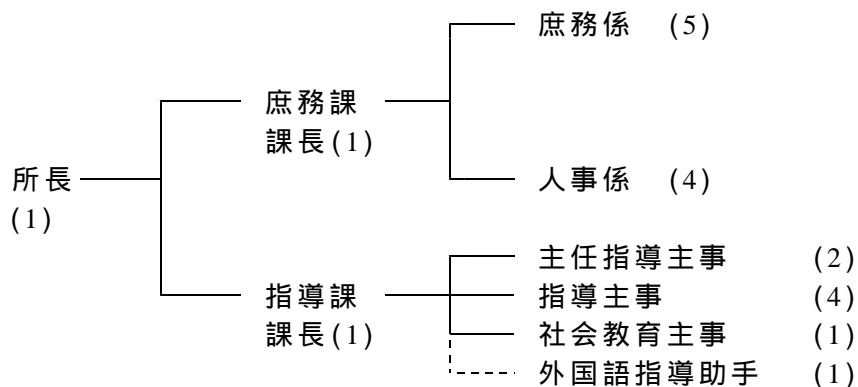 庶務係 (5)
庶務課
課長(1)
所長
(1)
人事係 (4)
主任指導主事 (2)
指導課
課長(1)
指導主事 (4)
社会教育主事 (1)
外国語指導助手 (1)